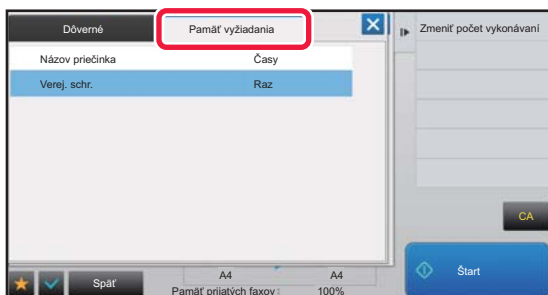 Dôverné
Pamäť vyžiadania
Názov priečinka Časy
Verej. schr. Raz
Zmeniť počet vykonávaní
CA
Štart
Späť
A4 A4
Pamäť prijatých faxov: 100%